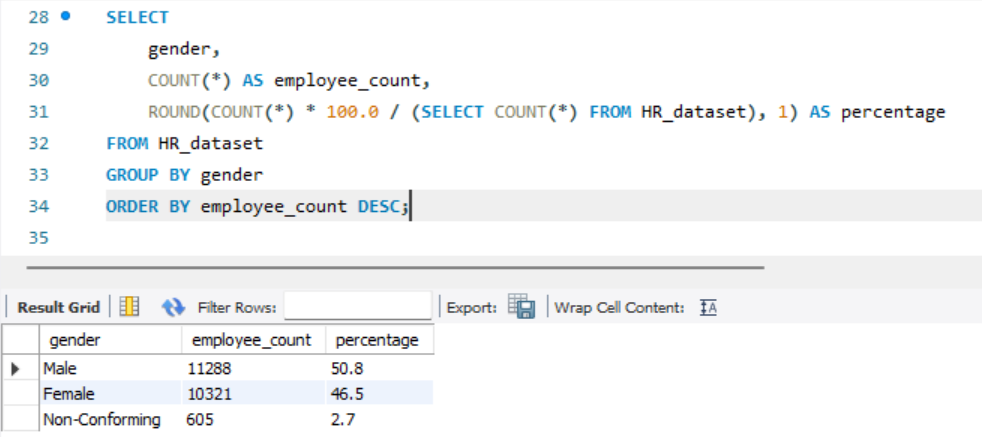 28 SELECT
29 gender,
30 COUNT(*) AS employee_count,
31 ROUND(COUNT(*) * 100.0 / (SELECT COUNT(*) FROM HR_dataset), 1) AS percentage
32 FROM HR_dataset
33 GROUP BY gender
34 ORDER BY employee_count DESC;
35
Result Grid Filter Rows: Export: Wrap Cell Content: IA
gender employee_count percentage
Male 11288 50.8
Female 10321 46.5
Non-Conforming 605 2.7